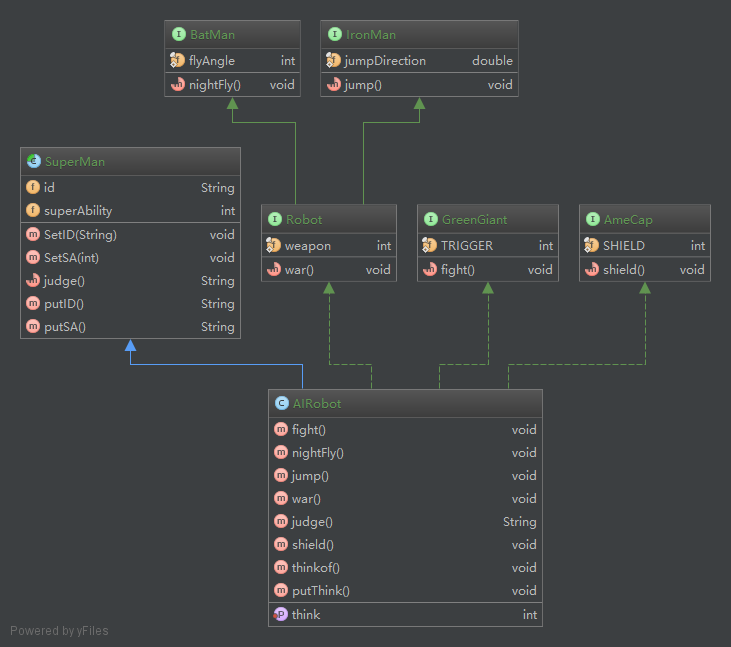 BatMan
flyAngle int
nightFly() void
IronMan
jumpDirection double
jump() void
SuperMan
id String
superAbility int
SetID(String) void
SetSA(int) void
judge() String
putID() String
putSA() String
Robot
weapon int
war() void
GreenGiant
TRIGGER int
fight() void
AmeCap
SHIELD int
shield() void
AIRobot
fight() void
nightFly() void
jump() void
war() void
judge() String
shield() void
thinkof() void
putThink() void
think int
Powered by yFiles